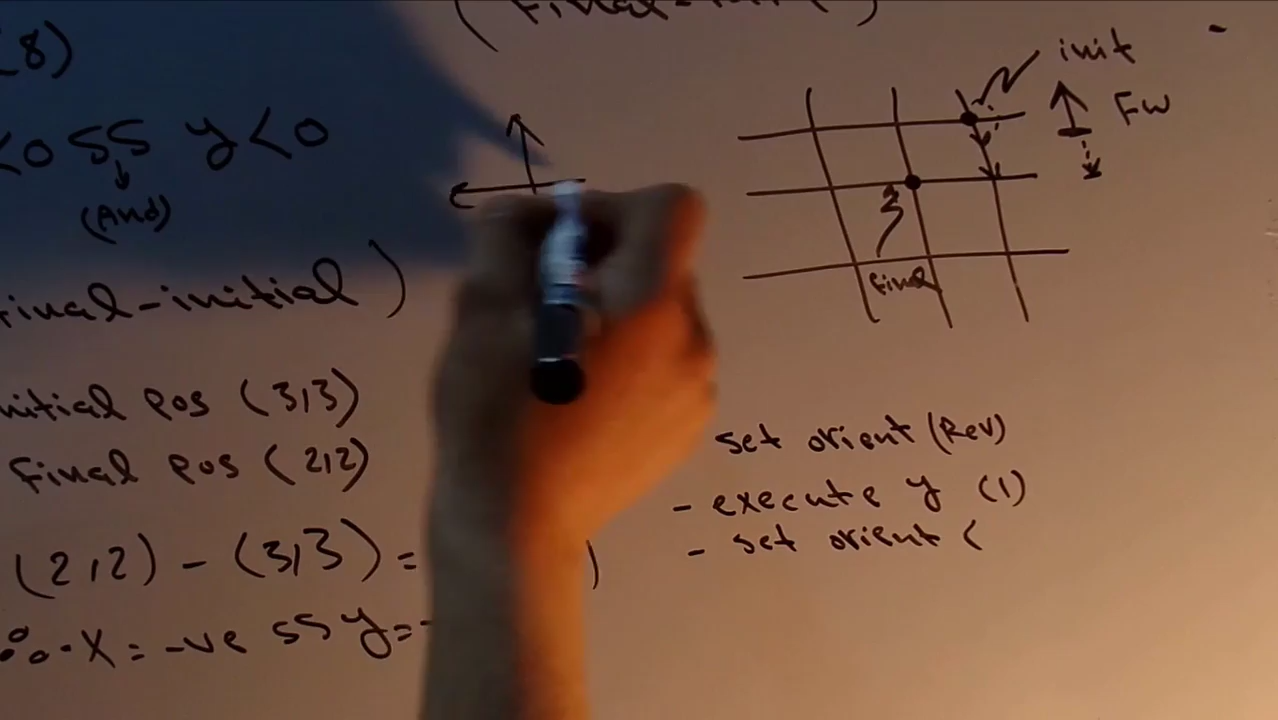 8)
<0 SS y<0
(And)
final-initial)
initial pos (3,3)
Final pos (2,2)
(2,2) - (3,3) = )
∴ - X = -ve SS y = -
(final-
init
FW
final
set orient (Rev)
- execute y (1)
- set orient (